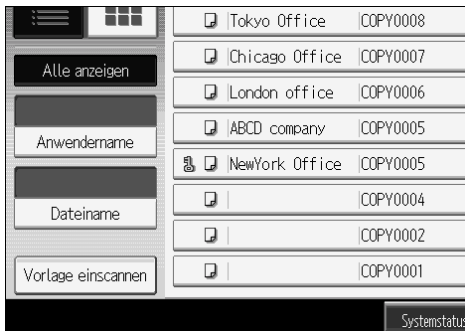 Tokyo Office COPY0008
Chicago Office COPY0007
Alle anzeigen
London office COPY0006
ABCD company COPY0005
Anwendername
NewYork Office COPY0005
COPY0004
Dateiname
COPY0002
Vorlage einscannen
COPY0001
Systemstatus